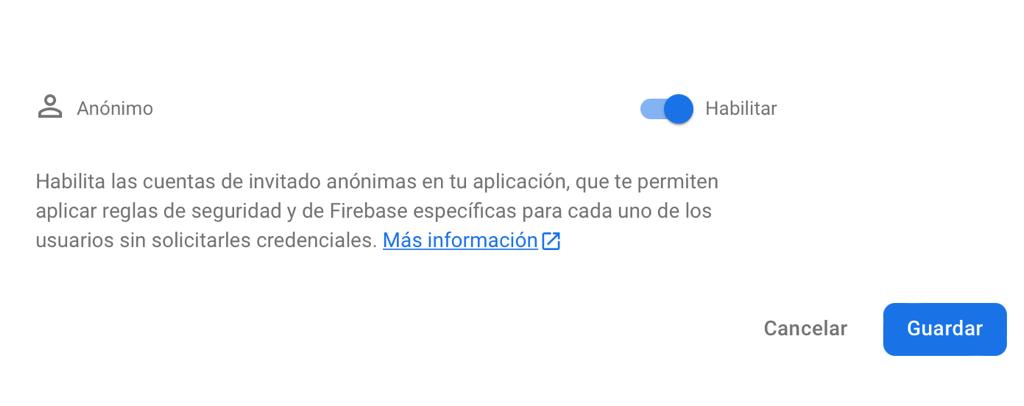 Anónimo
Habilitar
Habilita las cuentas de invitado anónimas en tu aplicación, que te permiten
aplicar reglas de seguridad y de Firebase específicas para cada uno de los
usuarios sin solicitarles credenciales. Más información
Cancelar
Guardar